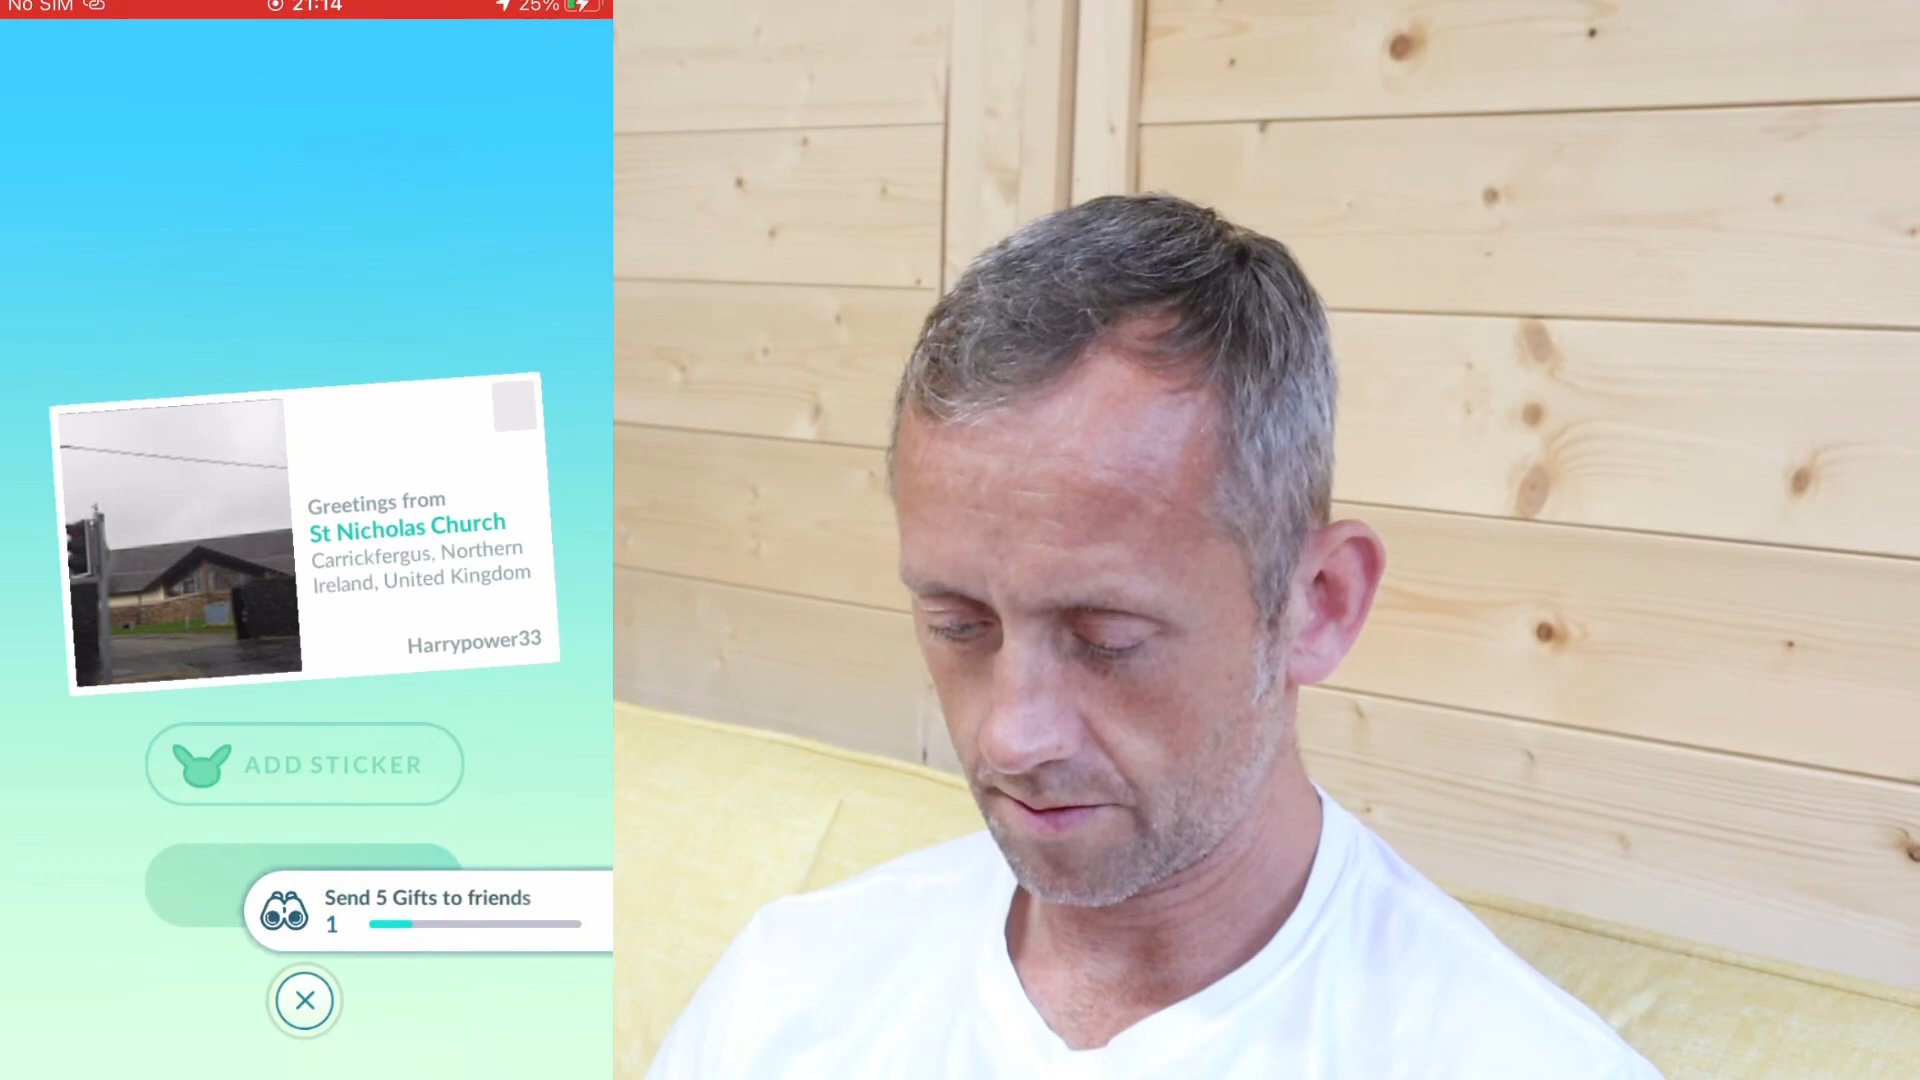 No SIM 21:14 25%
Greetings from
St Nicholas Church
Carrickfergus, Northern
Ireland, United Kingdom
Harrypower33
ADD STICKER
Send 5 Gifts to friends
1